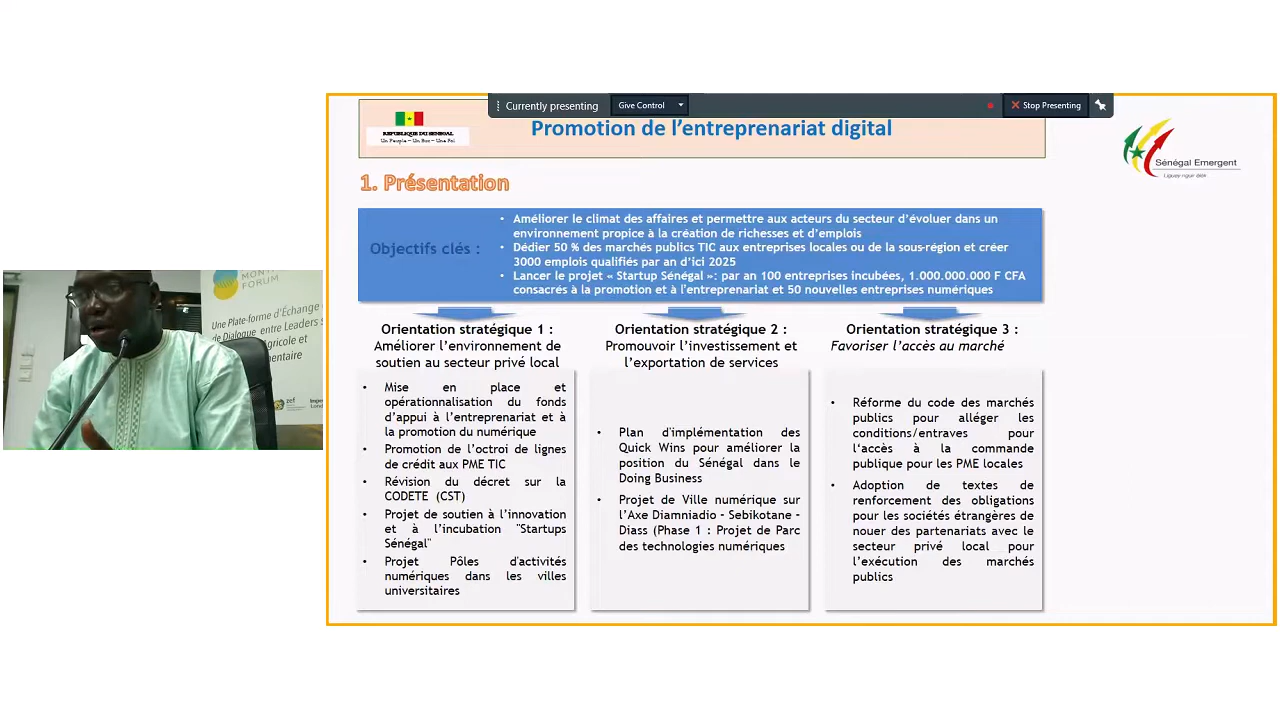 Currently presenting
Give Control
Stop Presenting
REPUBLIQUE DU SENEGAL
Un Peuple – Un But – Une Foi
Promotion de l’entreprenariat digital
Sénégal Emergent
1. Présentation
Objectifs clés :
• Améliorer le climat des affaires et permettre aux acteurs du secteur d’évoluer dans un
environnement propice à la création de richesses et d’emplois
• Dédier 50 % des marchés publics TIC aux entreprises locales ou de la sous-région et créer
3000 emplois qualifiés par an d’ici 2025
• Lancer le projet « Startup Sénégal »: par an 100 entreprises incubées, 1.000.000.000 F CFA
consacrés à la promotion et à l'entreprenariat et 50 nouvelles entreprises numériques
Orientation stratégique 1 :
Améliorer l’environnement de
soutien au secteur privé local
• Mise en place et
opérationnalisation du fonds
d’appui à l’entreprenariat et à
la promotion du numérique
• Promotion de l’octroi de lignes
de crédit aux PME TIC
• Révision du décret sur la
CODETE (CST)
• Projet de soutien à l’innovation
et à l’incubation "Startups
Sénégal"
• Projet Pôles d'activités
numériques dans les villes
universitaires
Orientation stratégique 2 :
Promouvoir l’investissement et
l’exportation de services
• Plan d'implémentation des
Quick Wins pour améliorer la
position du Sénégal dans le
Doing Business
• Projet de Ville numérique sur
l’Axe Diamniadio - Sebikotane -
Diass (Phase 1 : Projet de Parc
des technologies numériques
Orientation stratégique 3 :
Favoriser l’accès au marché
• Réforme du code des marchés
publics pour alléger les
conditions/entraves pour
l‘accès à la commande
publique pour les PME locales
• Adoption de textes de
renforcement des obligations
pour les sociétés étrangères de
nouer des partenariats avec le
secteur privé local pour
l’exécution des marchés
publics
FORUM
Une Plate-forme d'Échange
Dialogue entre Leaders
et
zef